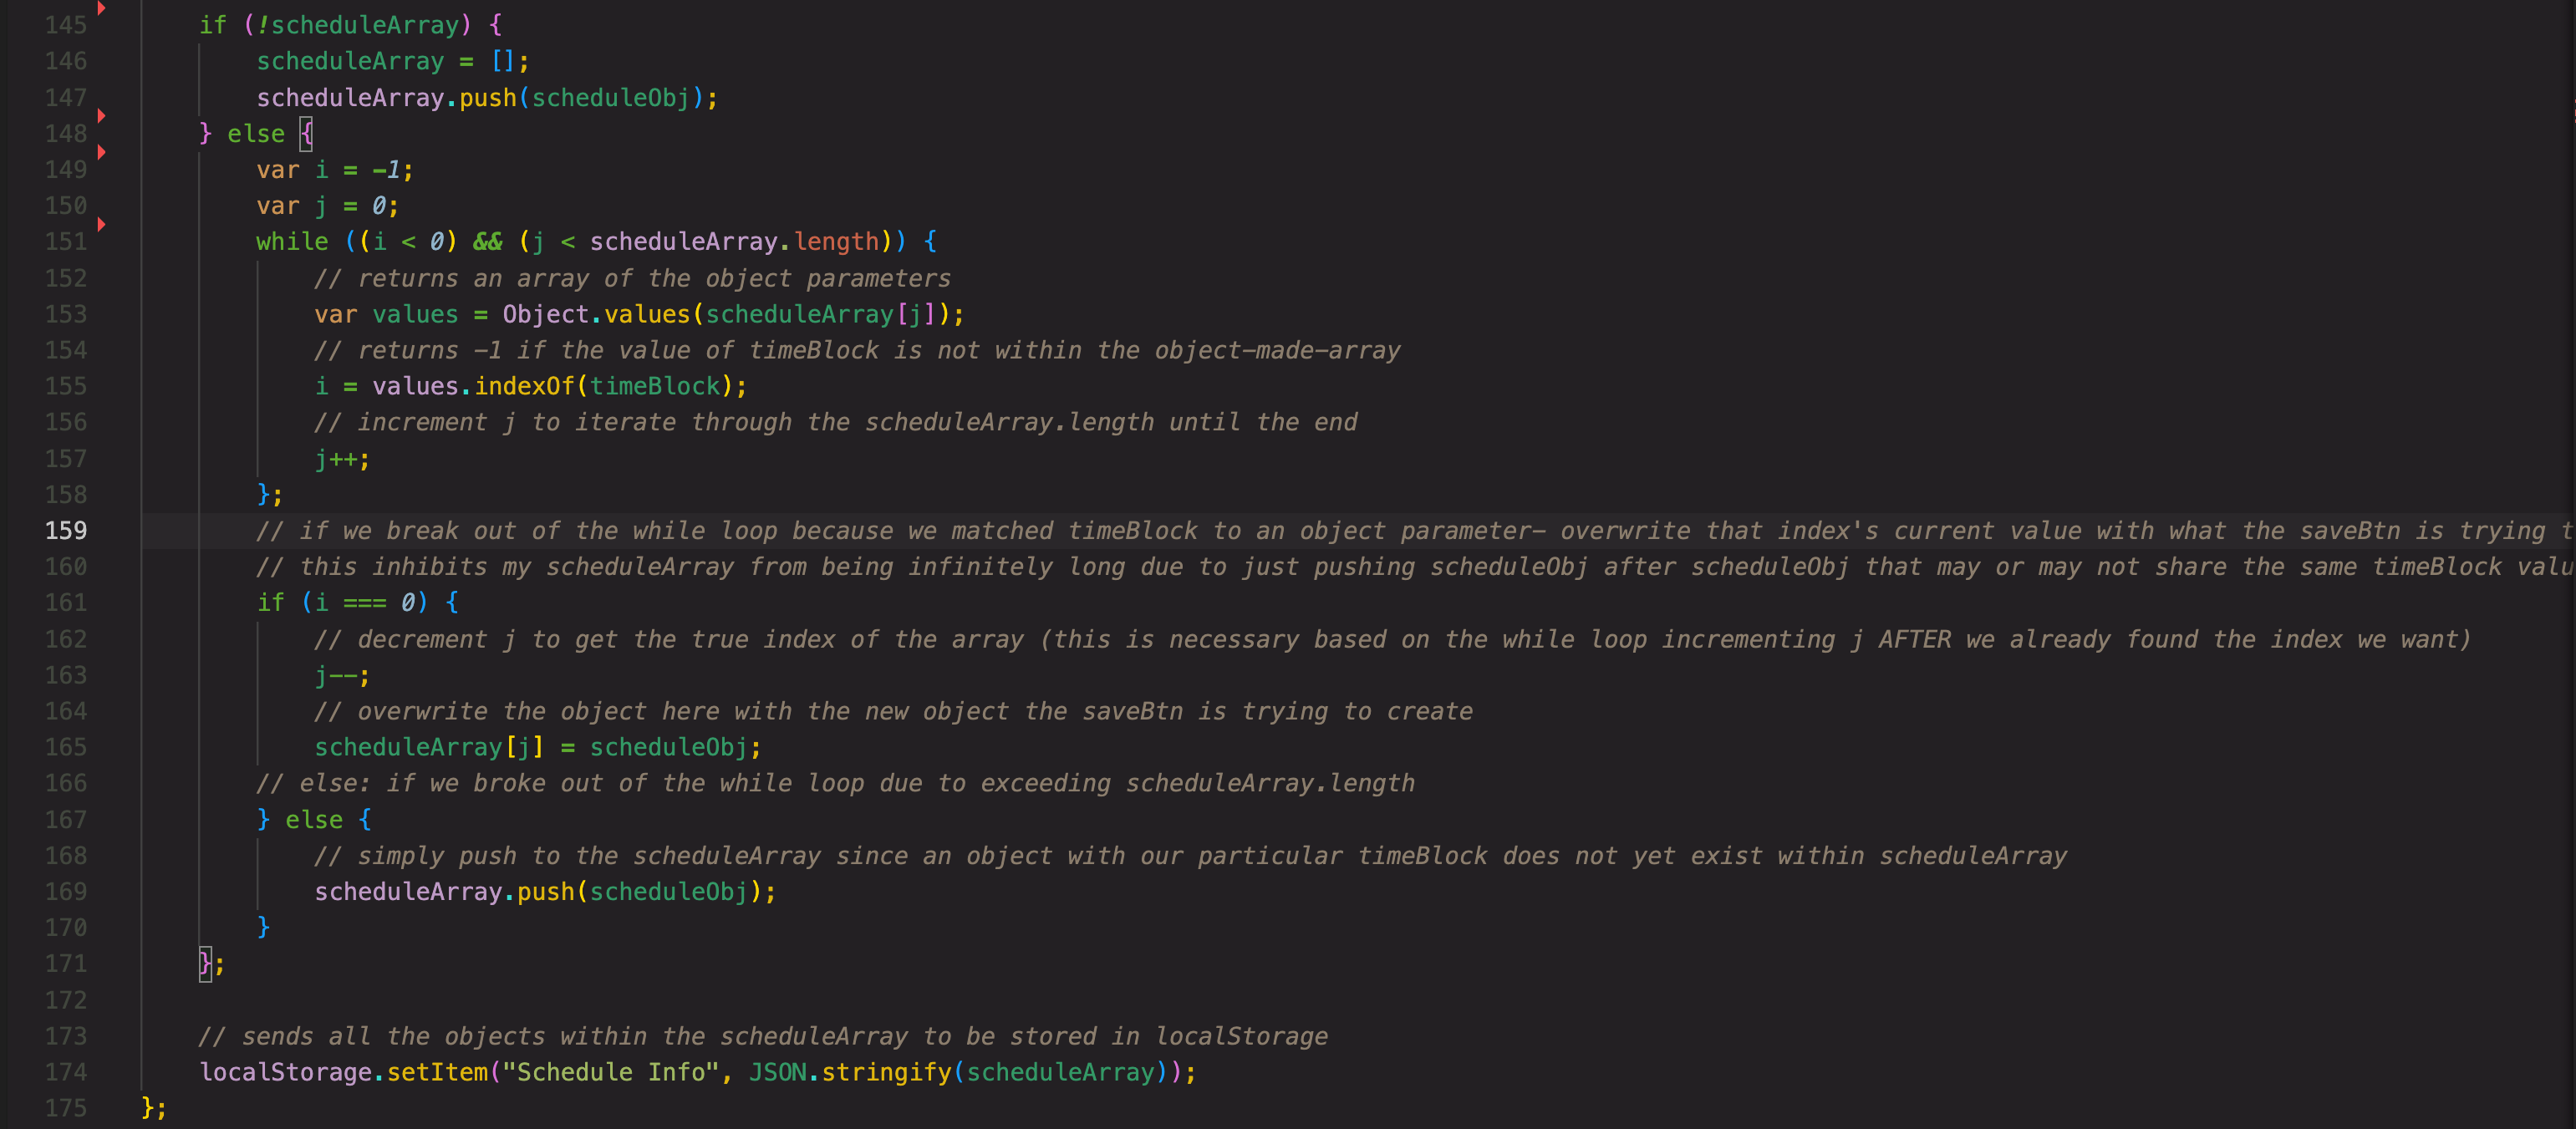 145 if (!scheduleArray) {
146 scheduleArray = [];
147 scheduleArray.push(scheduleObj);
148 } else {
149 var i = -1;
150 var j = 0;
151 while ((i < 0) && (j < scheduleArray.length)) {
152 // returns an array of the object parameters
153 var values = Object.values(scheduleArray[j]);
154 // returns -1 if the value of timeBlock is not within the object-made-array
155 i = values.indexOf(timeBlock);
156 // increment j to iterate through the scheduleArray.length until the end
157 j++;
158 };
159 // if we break out of the while loop because we matched timeBlock to an object parameter- overwrite that index's current value with what the saveBtn is trying
160 // this inhibits my scheduleArray from being infinitely long due to just pushing scheduleObj after scheduleObj that may or may not share the same timeBlock
161 if (i === 0) {
162 // decrement j to get the true index of the array (this is necessary based on the while loop incrementing j AFTER we already found the index we want)
163 j--;
164 // overwrite the object here with the new object the saveBtn is trying to create
165 scheduleArray[j] = scheduleObj;
166 // else: if we broke out of the while loop due to exceeding scheduleArray.length
167 } else {
168 // simply push to the scheduleArray since an object with our particular timeBlock does not yet exist within scheduleArray
169 scheduleArray.push(scheduleObj);
170 }
171 };
172
173 // sends all the objects within the scheduleArray to be stored in localStorage
174 localStorage.setItem("Schedule Info", JSON.stringify(scheduleArray));
175 };